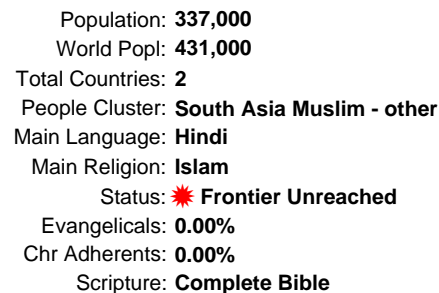 Population: 337,000
World Popl: 431,000
Total Countries: 2
People Cluster: South Asia Muslim - other
Main Language: Hindi
Main Religion: Islam
Status: Frontier Unreached
Evangelicals: 0.00%
Chr Adherents: 0.00%
Scripture: Complete Bible